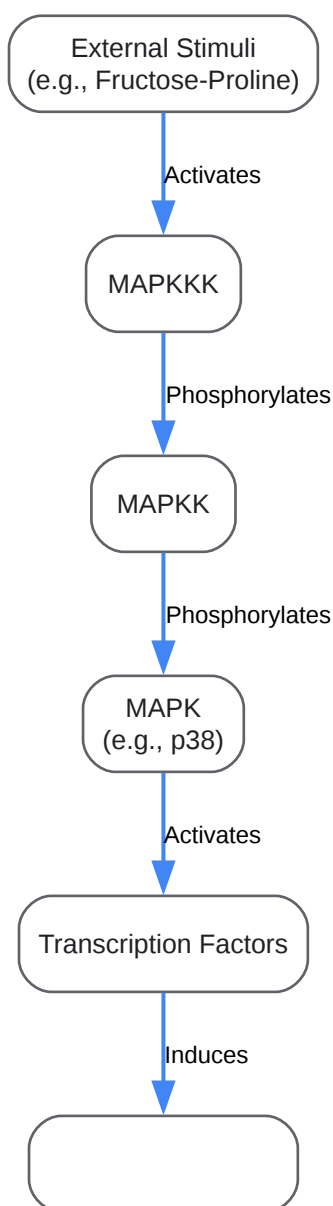 External Stimuli
(e.g., Fructose-Proline)
Activates
MAPKKK
Phosphorylates
MAPKK
Phosphorylates
MAPK
(e.g., p38)
Activates
Transcription Factors
Induces